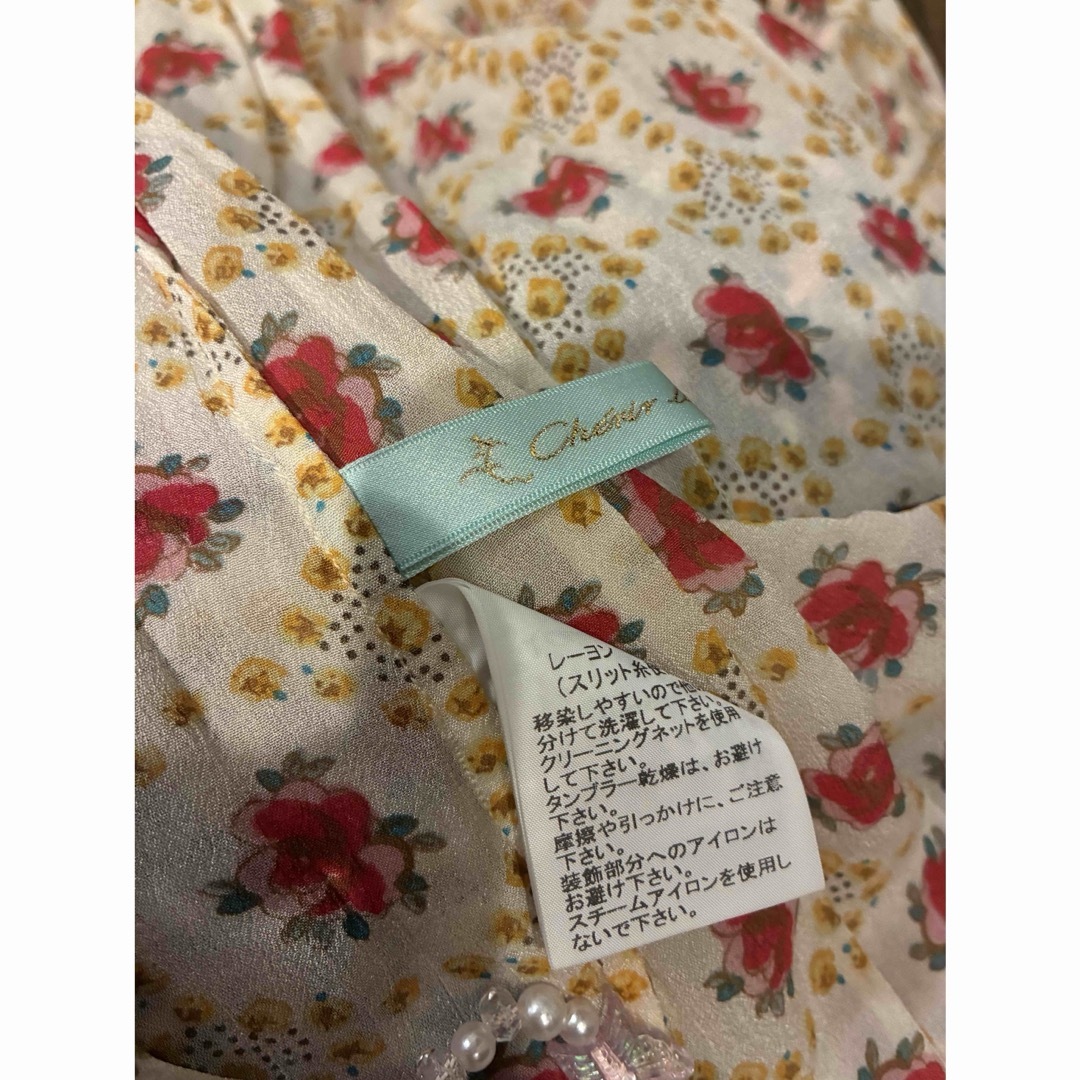 Chénir
レーヨン
(スリット糸使
移染しやすいので他
分けて洗濯して下さい。
クリーニングネットを使用
して下さい。
タンブラー乾燥は、お避け
下さい。
摩擦や引っかけに、ご注意
下さい。
装飾部分へのアイロンは
お避け下さい。
スチームアイロンを使用し
ないで下さい。